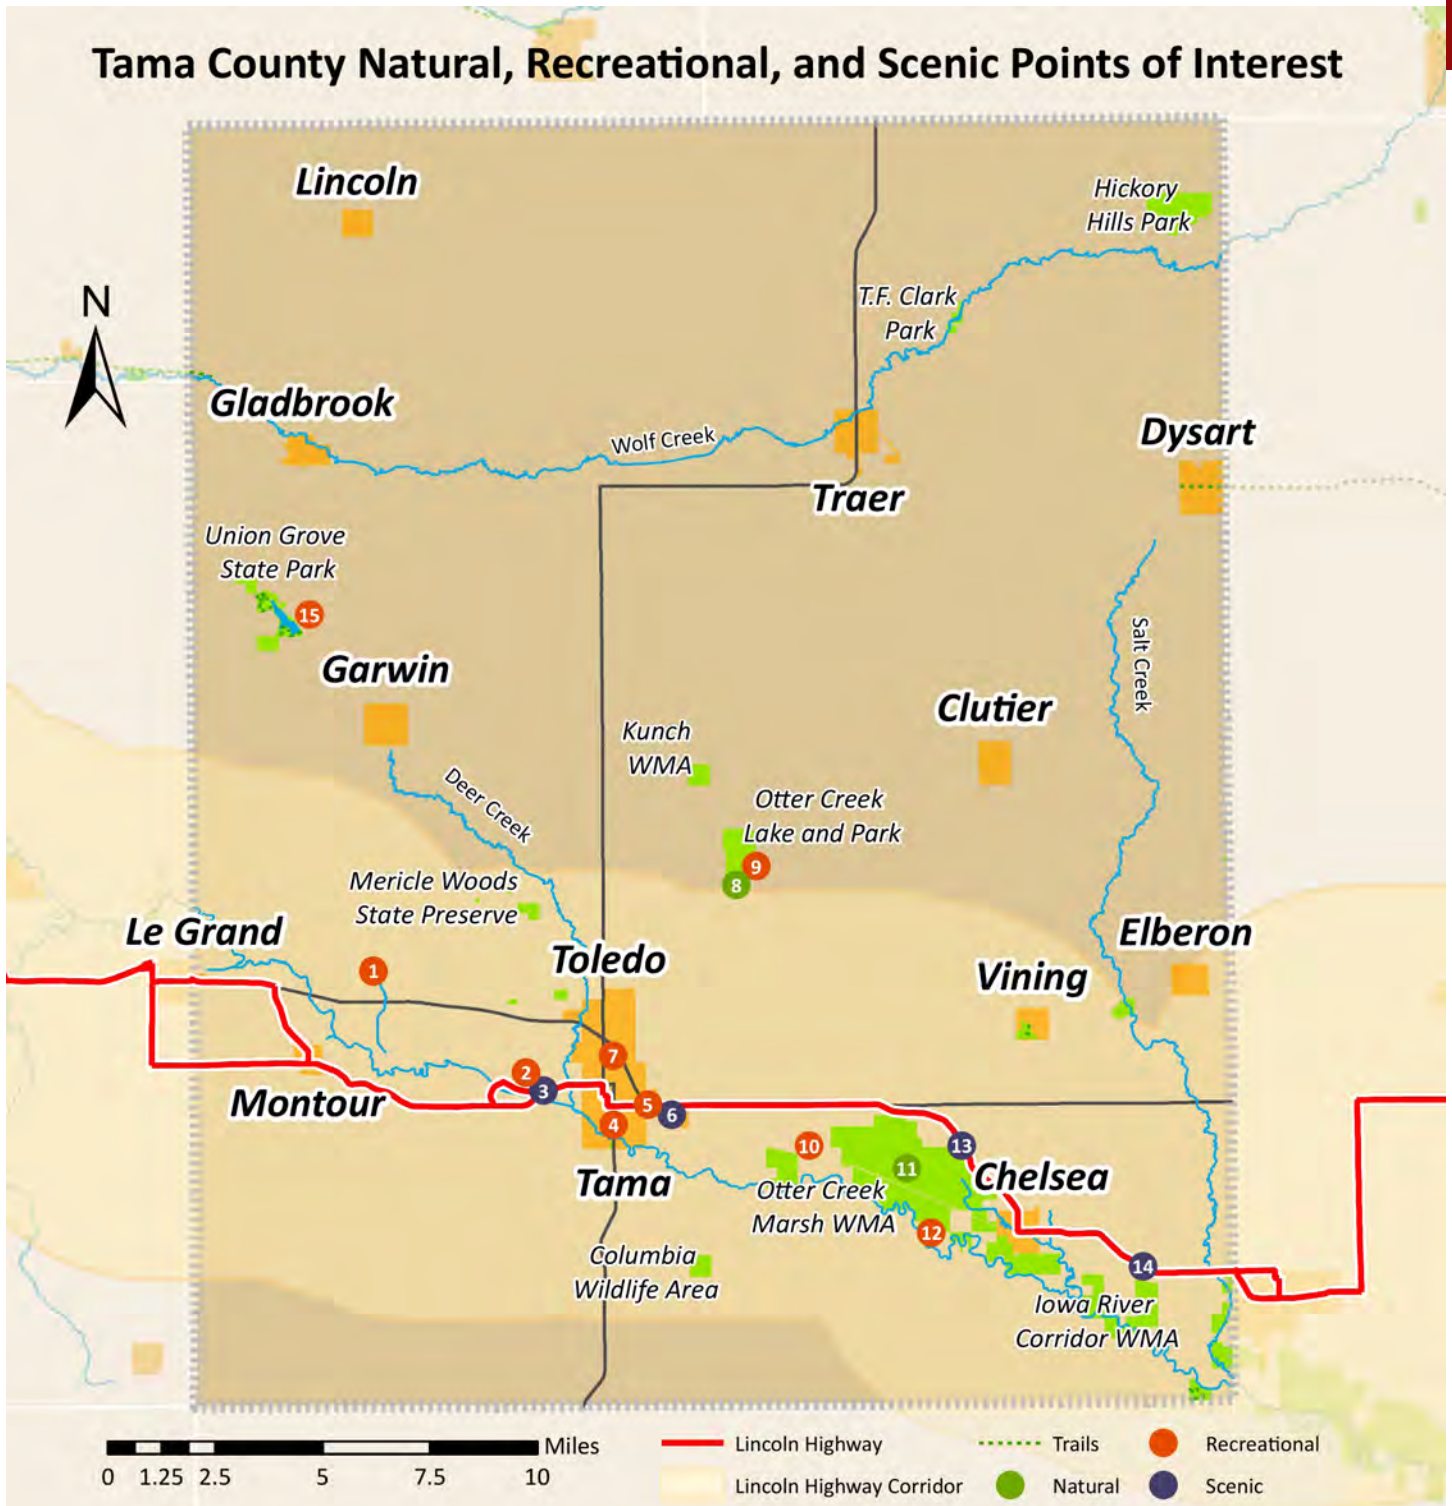 Tama County Natural, Recreational, and Scenic Points of Interest
Lincoln
Hickory
Hills Park
N
T.F. Clark
Park
Gladbrook
Wolf Creek
Dysart
Traer
Union Grove
State Park
15
Salt Creek
Garwin
Clutier
Kunch
WMA
Deer Creek
Otter Creek
Lake and Park
9
8
Mericle Woods
State Preserve
Le Grand
Toledo
Elberon
Vining
1
7
2
3
Montour
5
6
4
10
13
11
Chelsea
Tama
Otter Creek
Marsh WMA
12
Columbia
Wildlife Area
14
Iowa River
Corridor WMA
Miles
0 1.25 2.5 5 7.5 10
Lincoln Highway
Trails
Recreational
Lincoln Highway Corridor
Natural
Scenic